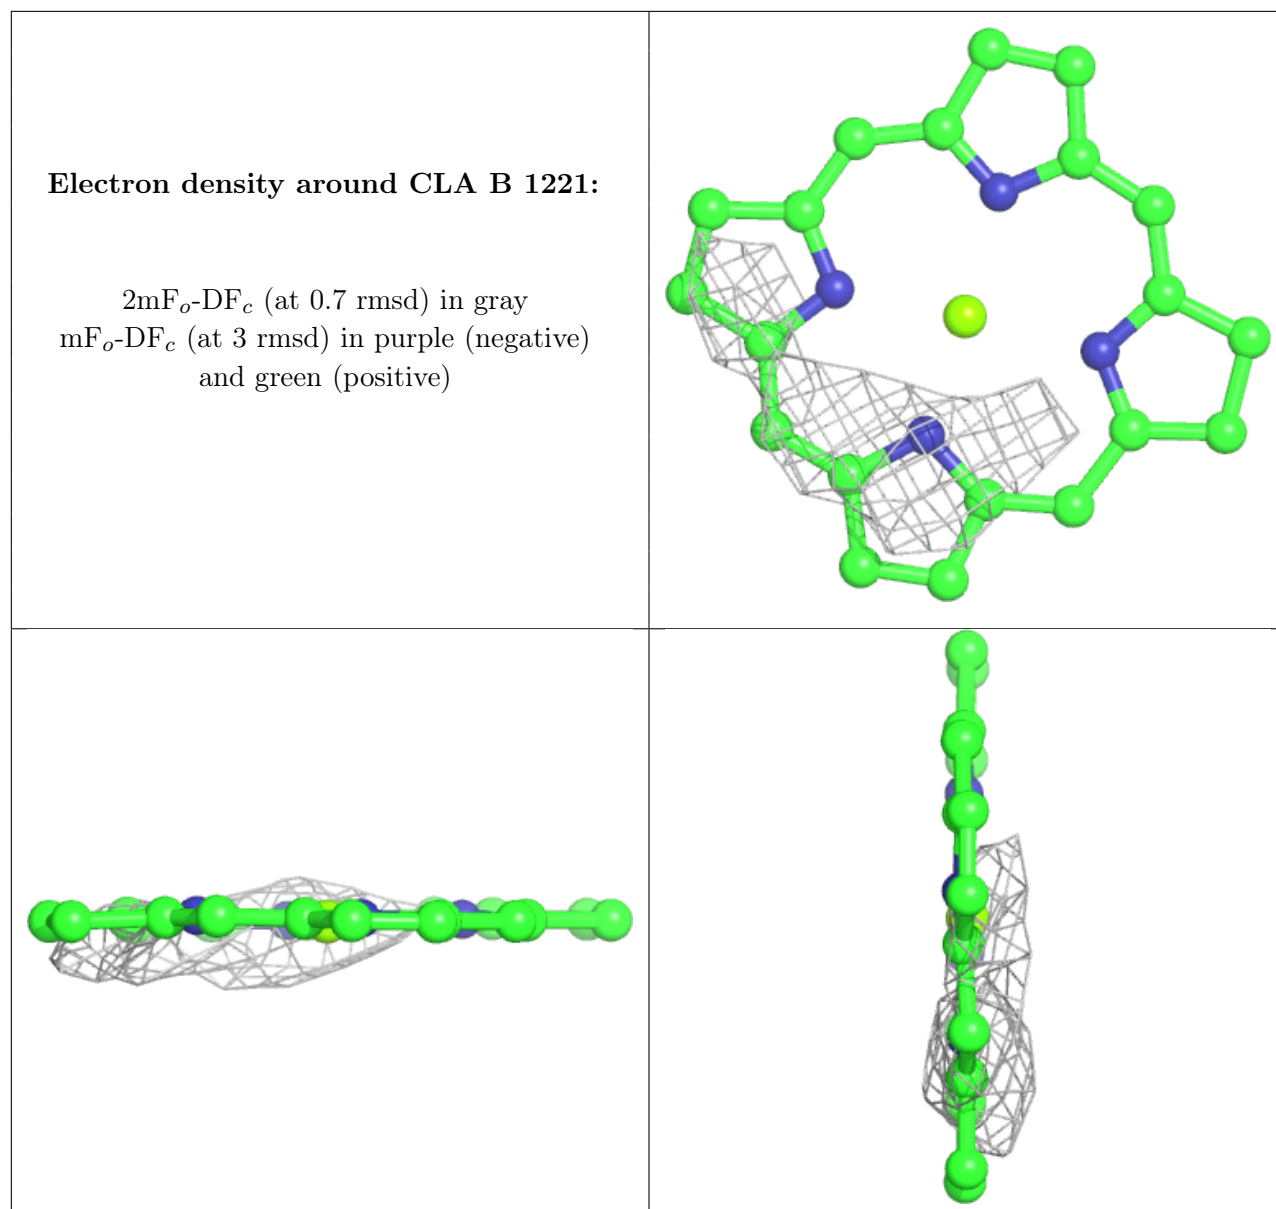 Electron density around CLA B 1221:
2mFₒ-DF𝒸 (at 0.7 rmsd) in gray
mFₒ-DF𝒸 (at 3 rmsd) in purple (negative)
and green (positive)